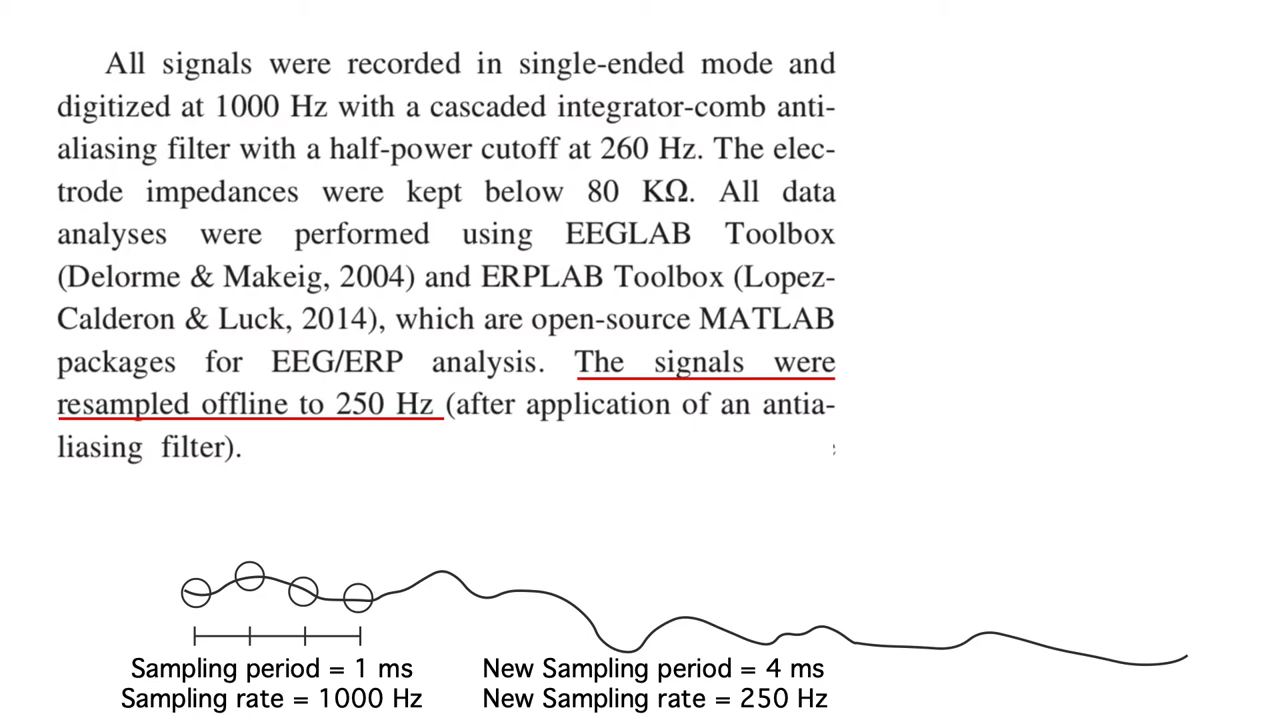 All signals were recorded in single-ended mode and
digitized at 1000 Hz with a cascaded integrator-comb anti-
aliasing filter with a half-power cutoff at 260 Hz. The elec-
trode impedances were kept below 80 KΩ. All data
analyses were performed using EEGLAB Toolbox
(Delorme & Makeig, 2004) and ERPLAB Toolbox (Lopez-
Calderon & Luck, 2014), which are open-source MATLAB
packages for EEG/ERP analysis. The signals were
resampled offline to 250 Hz (after application of an antia-
liasing filter).
Sampling period = 1 ms
Sampling rate = 1000 Hz
New Sampling period = 4 ms
New Sampling rate = 250 Hz